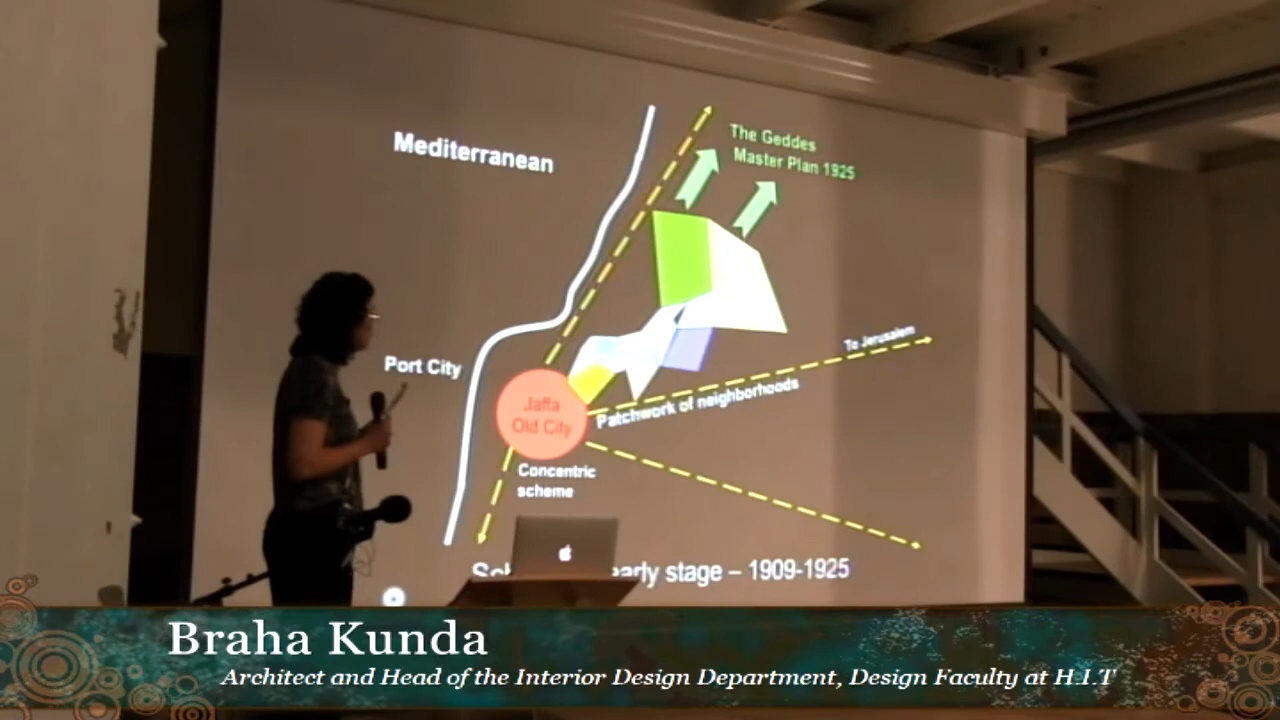 Mediterranean
The Geddes
Master Plan 1925
To Jerusalem
Port City
Patchwork of neighborhoods
Jaffa
Old City
Concentric
scheme
early stage – 1909-1925
Braha Kunda
Architect and Head of the Interior Design Department, Design Faculty at H.I.T